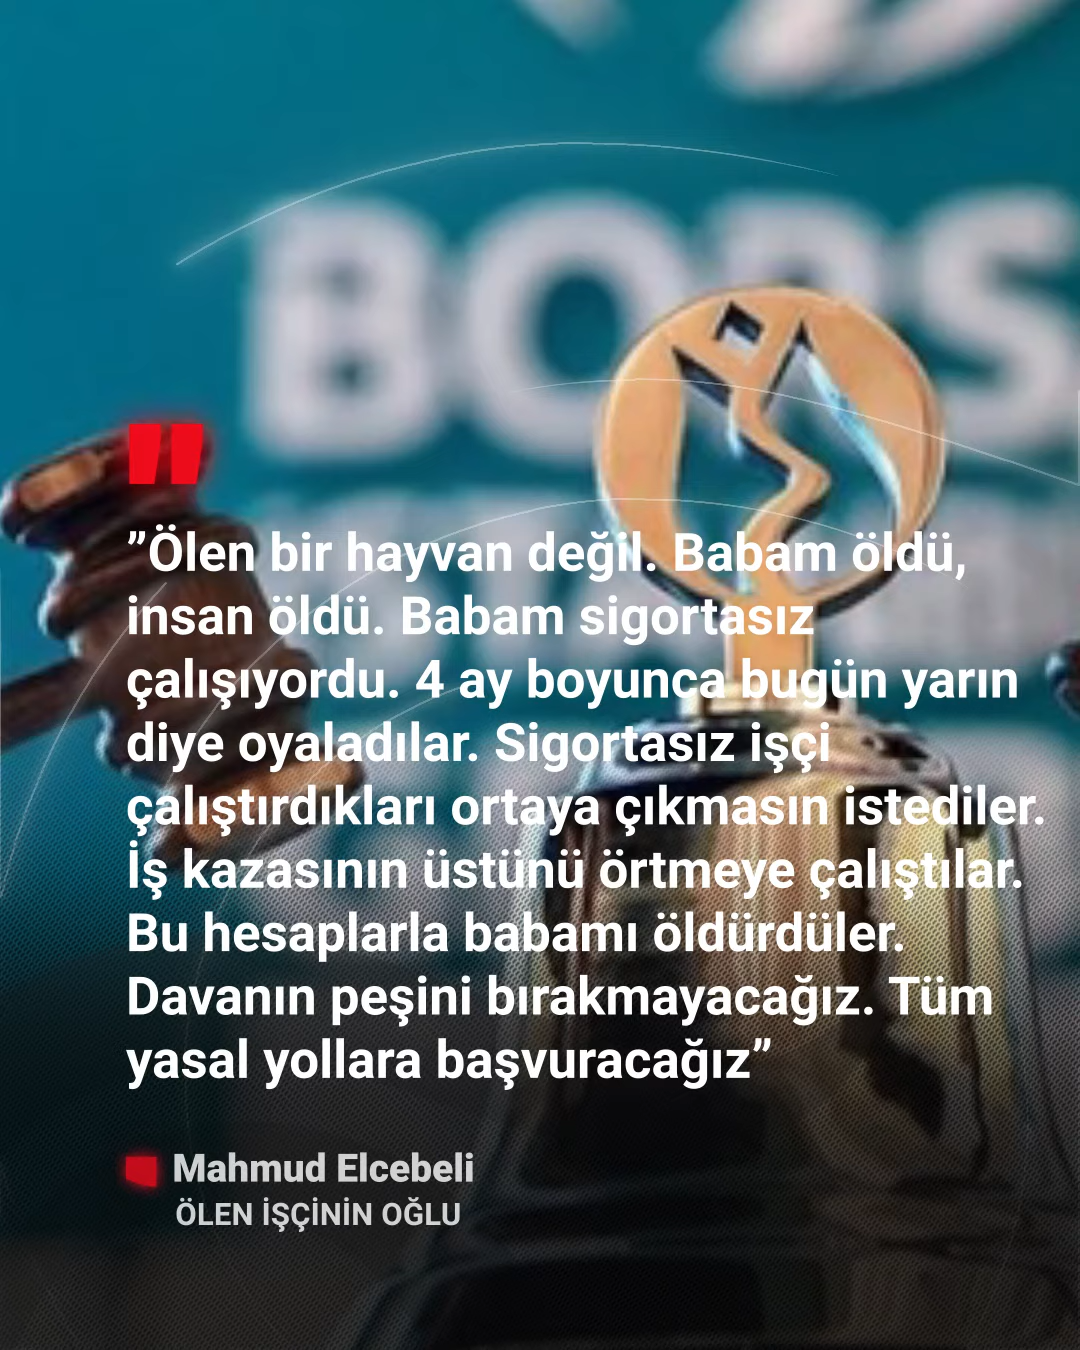 BORS
"
”Ölen bir hayvan değil. Babam öldü,
insan öldü. Babam sigortasız
çalışıyordu. 4 ay boyunca bugün yarın
diye oyaladılar. Sigortasız işçi
çalıştırdıkları ortaya çıkmasın istediler.
İş kazasının üstünü örtmeye çalıştılar.
Bu hesaplarla babamı öldürdüler.
Davanın peşini bırakmayacağız. Tüm
yasal yollara başvuracağız”
Mahmud Elcebeli
ÖLEN İŞÇİNİN OĞLU